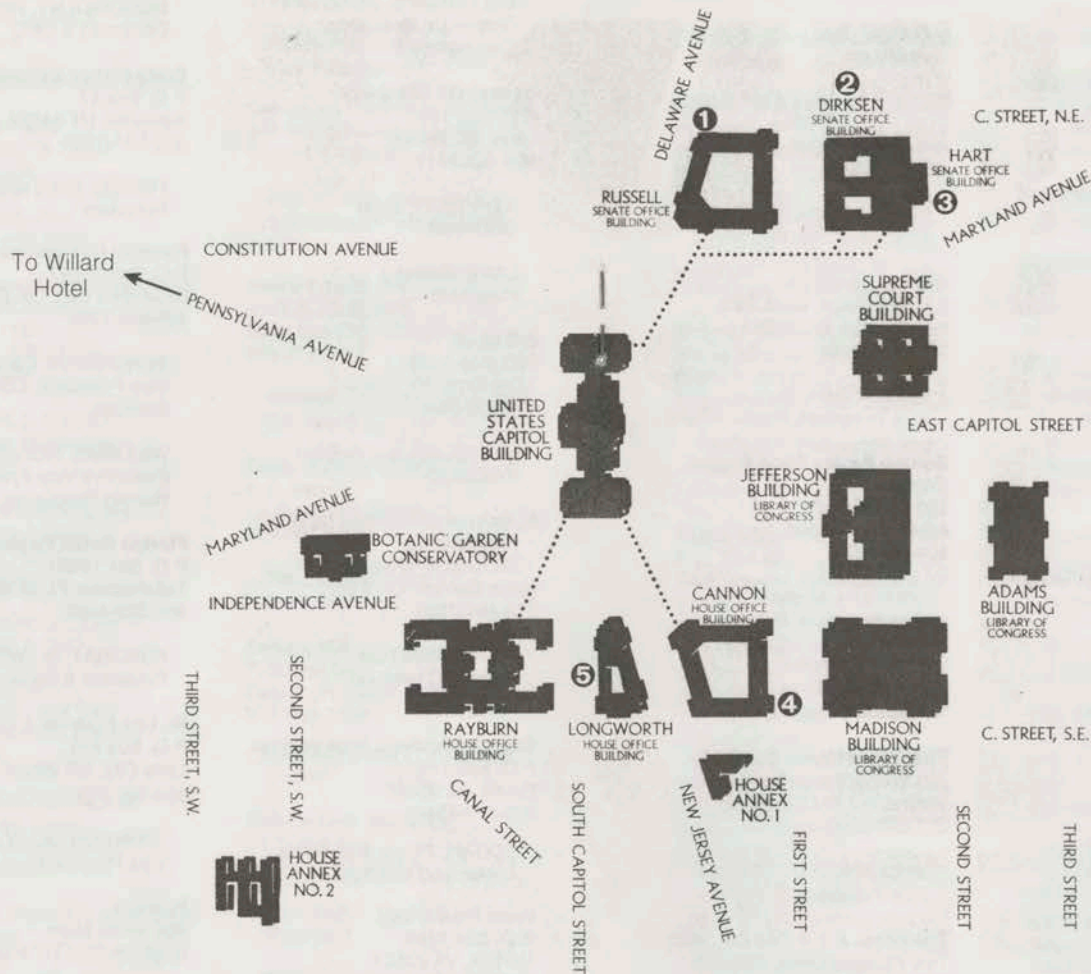 DELAWARE AVENUE
❶
❷
DIRKSEN
SENATE OFFICE
BUILDING
C. STREET, N.E.
HART
SENATE OFFICE
BUILDING
❸
RUSSELL
SENATE OFFICE
BUILDING
MARYLAND AVENUE
CONSTITUTION AVENUE
To Willard
Hotel
PENNSYLVANIA AVENUE
SUPREME
COURT
BUILDING
UNITED
STATES
CAPITOL
BUILDING
EAST CAPITOL STREET
JEFFERSON
BUILDING
LIBRARY OF
CONGRESS
MARYLAND AVENUE
BOTANIC GARDEN
CONSERVATORY
INDEPENDENCE AVENUE
CANNON
HOUSE OFFICE
BUILDING
ADAMS
BUILDING
LIBRARY OF
CONGRESS
❺
❹
THIRD STREET, S.W.
SECOND STREET, S.W.
RAYBURN
HOUSE OFFICE
BUILDING
LONGWORTH
HOUSE OFFICE
BUILDING
MADISON
BUILDING
LIBRARY OF
CONGRESS
C. STREET, S.E.
CANAL STREET
SOUTH CAPITOL STREET
NEW JERSEY AVENUE
HOUSE
ANNEX
NO. 1
FIRST STREET
SECOND STREET
THIRD STREET
HOUSE
ANNEX
NO. 2